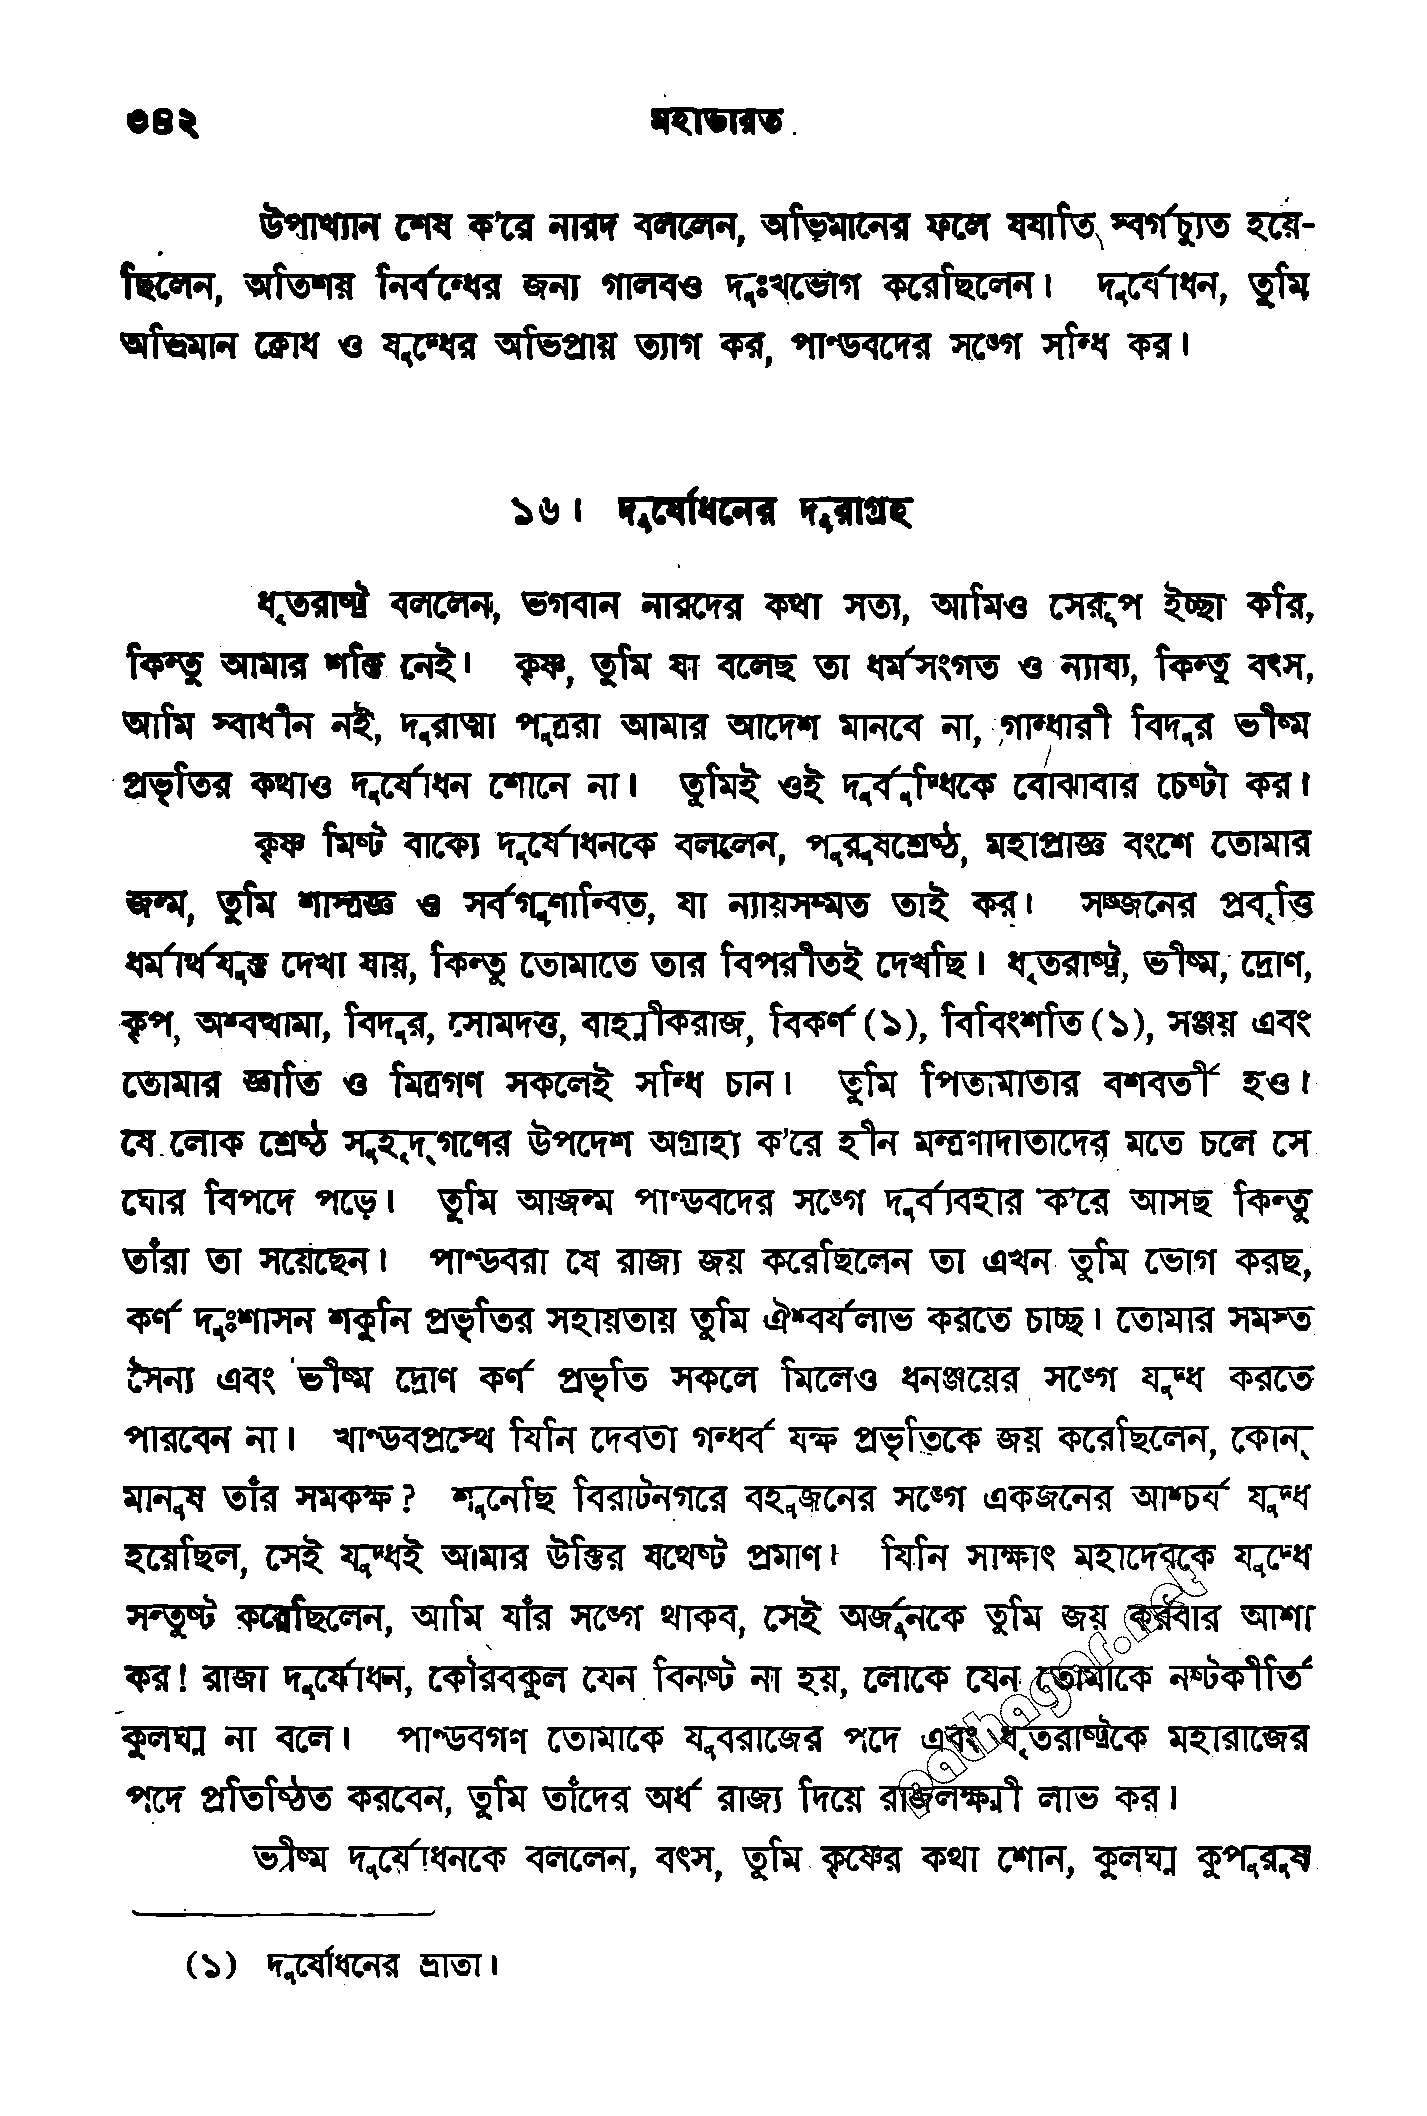 ৩৪২ মহাভারত
উপাখ্যান শেষ ক'রে নারদ বললেন, অভিমানের ফলে যযাতি স্বর্গচ্যুত হয়ে-
ছিলেন, অতিশয় নির্বন্ধের জন্য গালবও দুঃখভোগ করেছিলেন। দুর্যোধন, তুমি
অভিমান ক্রোধ ও যুদ্ধের অভিপ্রায় ত্যাগ কর, পাণ্ডবদের সঙ্গে সন্ধি কর।
১৬। দুর্যোধনের দুরাগ্রহ
ধৃতরাষ্ট্র বললেন, ভগবান নারদের কথা সত্য, আমিও সেরূপ ইচ্ছা করি,
কিন্তু আমার শক্তি নেই। কৃষ্ণ, তুমি যা বলেছ তা ধর্মসংগত ও ন্যায্য, কিন্তু বৎস,
আমি স্বাধীন নই, দুরাত্মা পুত্ররা আমার আদেশ মানবে না, গান্ধারী বিদুর ভীষ্ম
প্রভৃতির কথাও দুর্যোধন শোনে না। তুমিই ওই দুর্বুদ্ধিকে বোঝাবার চেষ্টা কর।
কৃষ্ণ মিষ্ট বাক্যে দুর্যোধনকে বললেন, পুরুষশ্রেষ্ঠ, মহাপ্রাজ্ঞ বংশে তোমার
জন্ম, তুমি শাস্ত্রজ্ঞ ও সর্বগুণান্বিত, যা ন্যায়সম্মত তাই কর। সজ্জনের প্রবৃত্তি
ধর্মার্থযুক্ত দেখা যায়, কিন্তু তোমাতে তার বিপরীতই দেখছি। ধৃতরাষ্ট্র, ভীষ্ম, দ্রোণ,
কৃপ, অশ্বত্থামা, বিদুর, সোমদত্ত, বাহ্লীকরাজ, বিকর্ণ (১), বিবিংশতি (১), সঞ্জয় এবং
তোমার জ্ঞাতি ও মিত্রগণ সকলেই সন্ধি চান। তুমি পিতামাতার বশবর্তী হও।
যে লোক শ্রেষ্ঠ সুহৃদ্‌গণের উপদেশ অগ্রাহ্য ক'রে হীন মন্ত্রণাদাতাদের মতে চলে সে
ঘোর বিপদে পড়ে। তুমি আজন্ম পাণ্ডবদের সঙ্গে দুর্ব্যবহার ক'রে আসছ কিন্তু
তাঁরা তা সয়েছেন। পাণ্ডবরা যে রাজ্য জয় করেছিলেন তা এখন তুমি ভোগ করছ,
কর্ণ দুঃশাসন শকুনি প্রভৃতির সহায়তায় তুমি ঐশ্বর্যলাভ করতে চাচ্ছ। তোমার সমস্ত
সৈন্য এবং ভীষ্ম দ্রোণ কর্ণ প্রভৃতি সকলে মিলেও ধনঞ্জয়ের সঙ্গে যুদ্ধ করতে
পারবেন না। খাণ্ডবপ্রস্থে যিনি দেবতা গন্ধর্ব যক্ষ প্রভৃতিকে জয় করেছিলেন, কোন্
মানুষ তাঁর সমকক্ষ? শুনেছি বিরাটনগরে বহুজনের সঙ্গে একজনের আশ্চর্য যুদ্ধ
হয়েছিল, সেই যুদ্ধই আমার উক্তির যথেষ্ট প্রমাণ। যিনি সাক্ষাৎ মহাদেবকে যুদ্ধে
সন্তুষ্ট করেছিলেন, আমি যাঁর সঙ্গে থাকব, সেই অর্জুনকে তুমি জয় করবার আশা
কর! রাজা দুর্যোধন, কৌরবকুল যেন বিনষ্ট না হয়, লোকে যেন তোমাকে নষ্টকীর্তি
কুলঘ্ন না বলে। পাণ্ডবগণ তোমাকে যুবরাজের পদে এবং ধৃতরাষ্ট্রকে মহারাজের
পদে প্রতিষ্ঠিত করবেন, তুমি তাঁদের অর্ধ রাজ্য দিয়ে রাজলক্ষ্মী লাভ কর।
ভীষ্ম দুর্যোধনকে বললেন, বৎস, তুমি কৃষ্ণের কথা শোন, কুলঘ্ন কুপুরুষ
(১) দুর্যোধনের ভ্রাতা।
pathagar.net